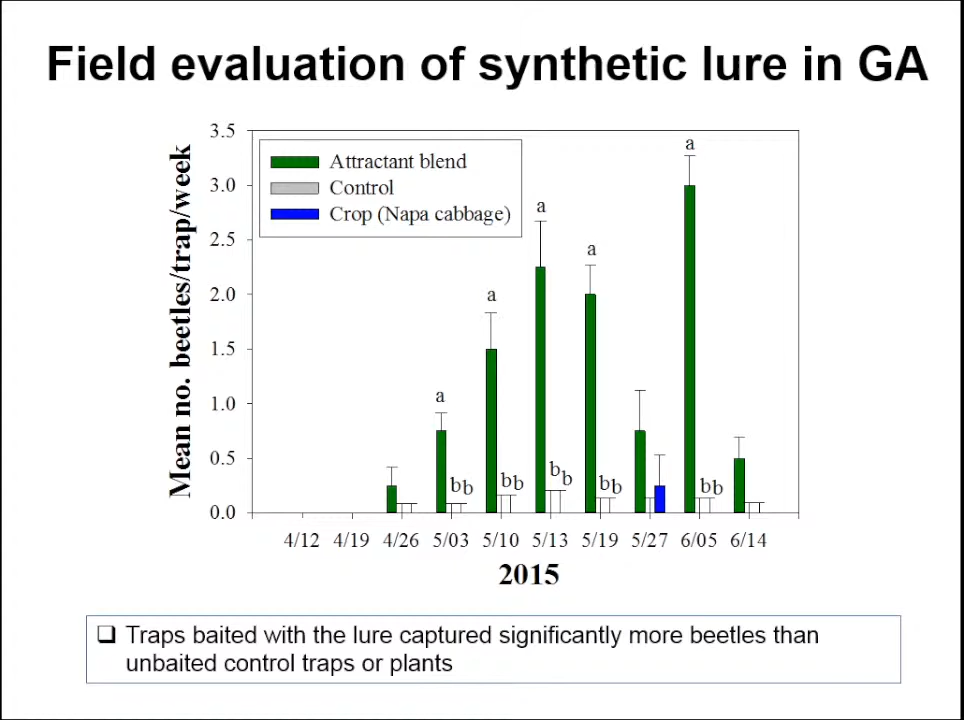 Field evaluation of synthetic lure in GA
Mean no. beetles/trap/week
3.5
3.0
2.5
2.0
1.5
1.0
0.5
0.0
Attractant blend
Control
Crop (Napa cabbage)
a
b b
a
b b
a
b b
a
b b
a
b b
4/12 4/19 4/26 5/03 5/10 5/13 5/19 5/27 6/05 6/14
2015
❑ Traps baited with the lure captured significantly more beetles than
unbaited control traps or plants